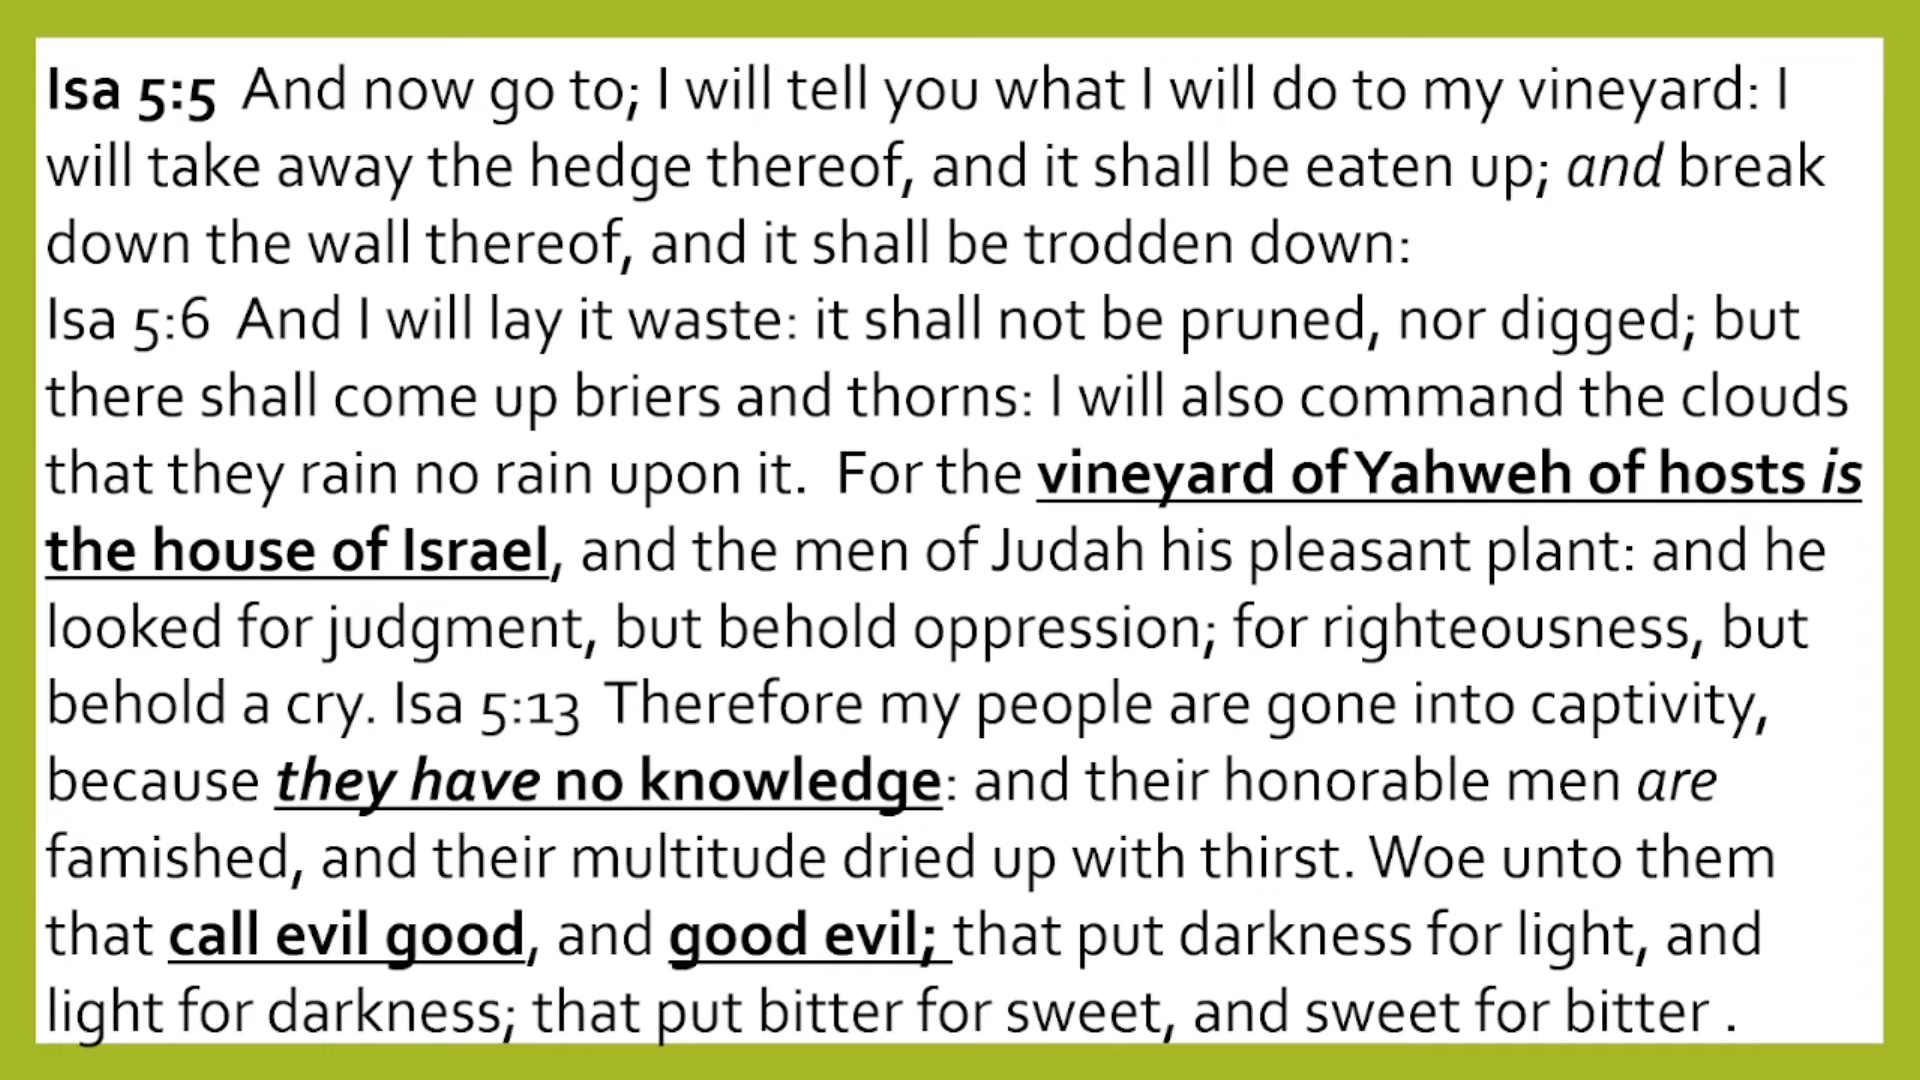 Isa 5:5  And now go to; I will tell you what I will do to my vineyard: I
will take away the hedge thereof, and it shall be eaten up; and break
down the wall thereof, and it shall be trodden down:
Isa 5:6  And I will lay it waste: it shall not be pruned, nor digged; but
there shall come up briers and thorns: I will also command the clouds
that they rain no rain upon it.  For the vineyard of Yahweh of hosts is
the house of Israel, and the men of Judah his pleasant plant: and he
looked for judgment, but behold oppression; for righteousness, but
behold a cry. Isa 5:13  Therefore my people are gone into captivity,
because they have no knowledge: and their honorable men are
famished, and their multitude dried up with thirst. Woe unto them
that call evil good, and good evil; that put darkness for light, and
light for darkness; that put bitter for sweet, and sweet for bitter .